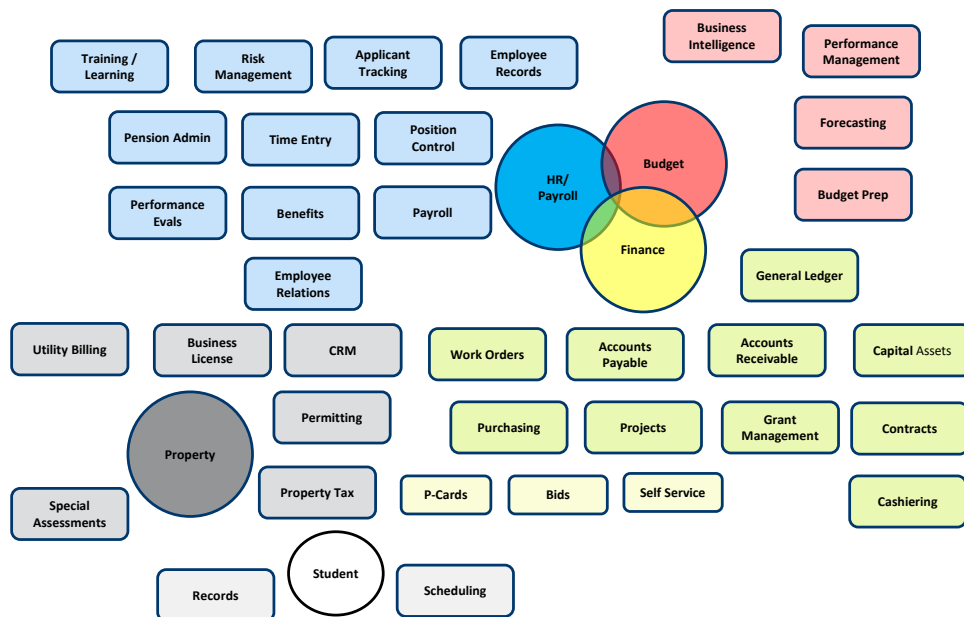 Training /
Learning
Risk
Management
Applicant
Tracking
Employee
Records
Business
Intelligence
Performance
Management
Pension Admin
Time Entry
Position
Control
HR/
Payroll
Budget
Forecasting
Performance
Evals
Benefits
Payroll
Budget Prep
Finance
Employee
Relations
General Ledger
Utility Billing
Business
License
CRM
Work Orders
Accounts
Payable
Accounts
Receivable
Capital Assets
Permitting
Purchasing
Projects
Grant
Management
Contracts
Property
Property Tax
P-Cards
Bids
Self Service
Special
Assessments
Cashiering
Student
Records
Scheduling